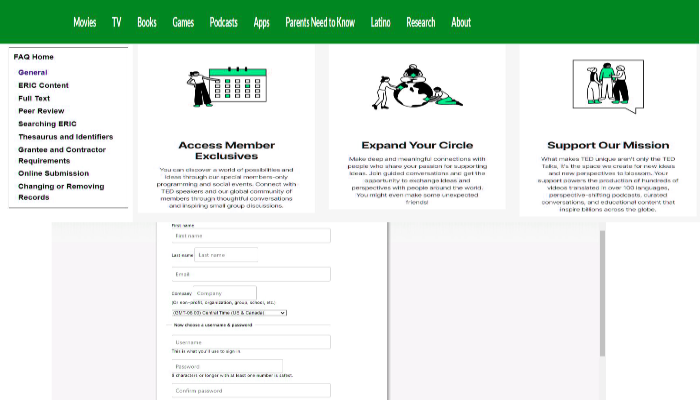 Movies TV Books Games Podcasts Apps Parents Need to Know Latino Research About
FAQ Home
General
ERIC Content
Full Text
Peer Review
Searching ERIC
Thesaurus and Identifiers
Grantee and Contractor
Requirements
Online Submission
Changing or Removing
Records
Access Member
Exclusives
You can discover a world of possibilities and
ideas through our special members-only
programming and social events. Connect with
TED speakers and our global community of
members through thoughtful conversations
and inspiring small group discussions.
Expand Your Circle
Make deep and meaningful connections with
people who share your passion for supporting
ideas. Join guided conversations and get the
opportunity to exchange ideas and
perspectives with people around the world.
You might even make some unexpected
friends!
Support Our Mission
What makes TED unique aren't only the TED
Talks, it's the space we create for new ideas
and new perspectives to blossom. Your
support powers the production of hundreds of
videos translated in over 100 languages,
perspective-shifting podcasts, curated
conversations, and educational content that
inspire billions across the globe.
First name
First name
Last name Last name
Email
Company Company
(Or non-profit, organization, group, school, etc.)
(GMT-06:00) Central Time (US & Canada)
Now choose a username & password
Username
This is what you'll use to sign in.
Password
8 characters or longer with at least one number is safest.
Confirm password